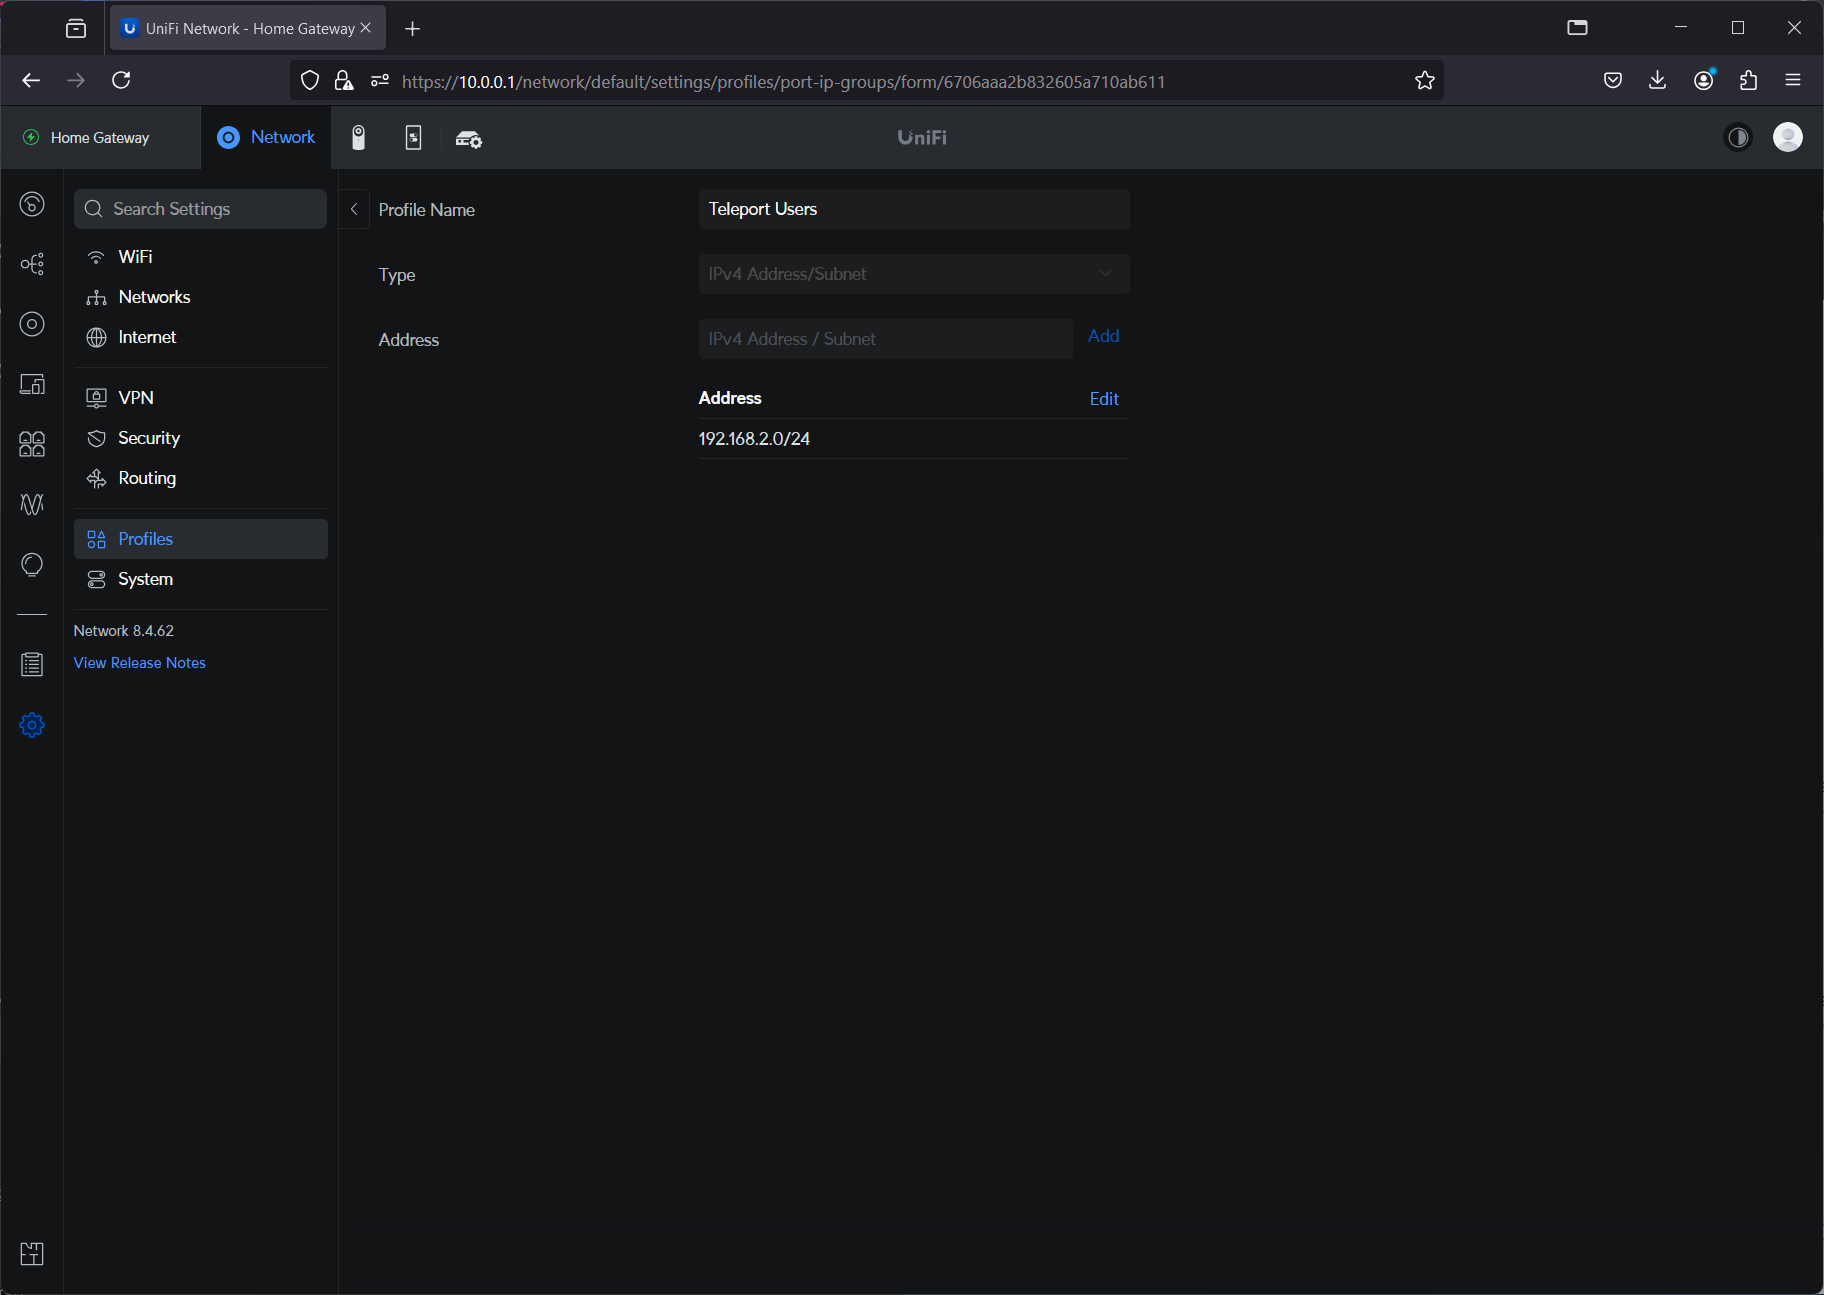 UniFi Network - Home Gateway
https://10.0.0.1/network/default/settings/profiles/port-ip-groups/form/6706aaa2b832605a710ab611
Home Gateway
Network
UniFi
Search Settings
WiFi
Networks
Internet
VPN
Security
Routing
Profiles
System
Network 8.4.62
View Release Notes
Profile Name
Teleport Users
Type
IPv4 Address/Subnet
Address
IPv4 Address / Subnet
Add
Address
Edit
192.168.2.0/24